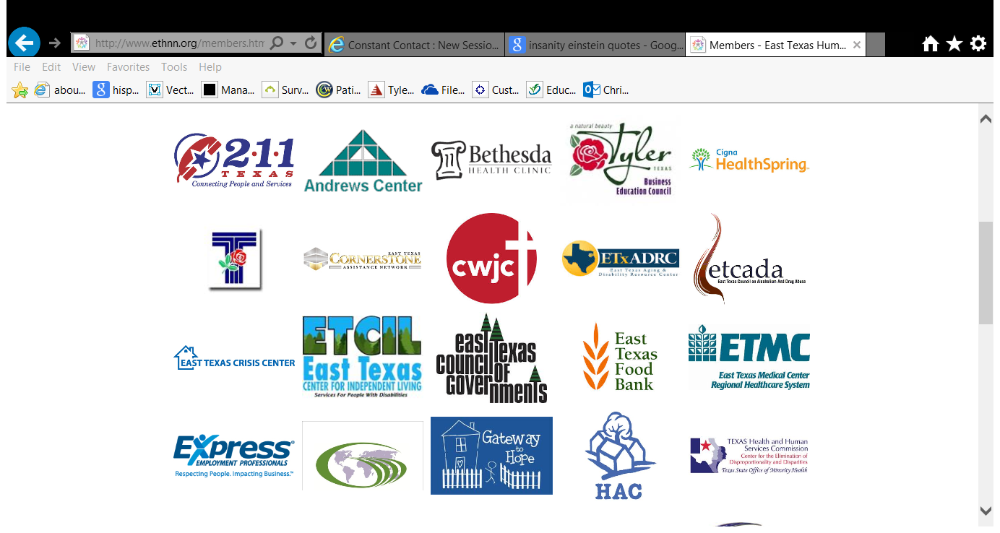 http://www.ethnn.org/members.htm
Constant Contact : New Sessio...
insanity einstein quotes - Goog...
Members - East Texas Hum...
File Edit View Favorites Tools Help
abou... hisp... Vect... Mana... Surv... Pati... Tyle... File... Cust... Educ... Chri...
2·1·1
TEXAS
Connecting People and Services
Andrews Center
Bethesda
HEALTH CLINIC
a natural beauty
Tyler
TEXAS
Business
Education Council
Cigna
HealthSpring
T
EAST TEXAS
CORNERSTONE
ASSISTANCE NETWORK
cwjc
ETxADRC
East Texas Aging &
Disability Resource Center
etcada
East Texas Council on Alcoholism And Drug Abuse
EAST TEXAS CRISIS CENTER
ETCIL
East Texas
CENTER FOR INDEPENDENT LIVING
Services For People With Disabilities
east Texas
COUNCIL OF
Governments
East
Texas
Food
Bank
ETMC
East Texas Medical Center
Regional Healthcare System
Express®
EMPLOYMENT PROFESSIONALS
Respecting People. Impacting Business.™
Gateway
to
Hope
HAC
TEXAS Health and Human
Services Commission
Center for the Elimination of
Disproportionality and Disparities
Texas State Office of Minority Health